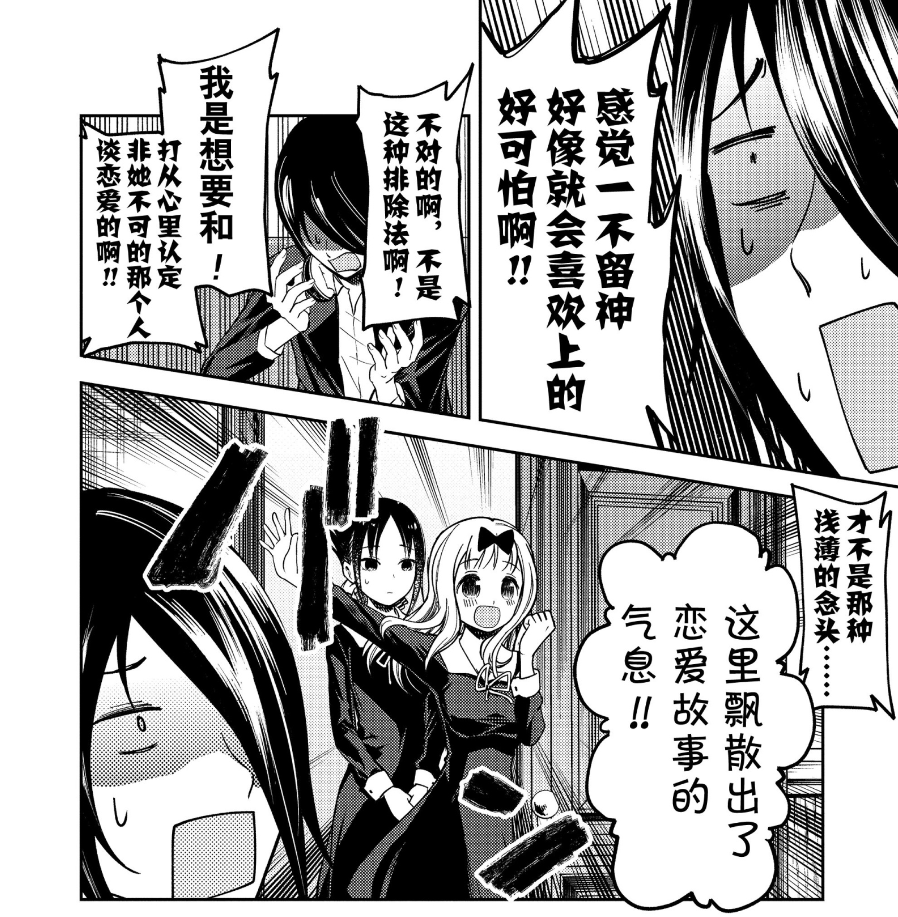 感觉一不留神
好像就会喜欢上的
好可怕啊!!
不对的啊，不是
这种排除法啊！
我是想要和！
打从心里认定
非她不可的那个人
谈恋爱的啊!!
才不是那种
浅薄的念头……
这里飘散出了
恋爱故事的
气息!!